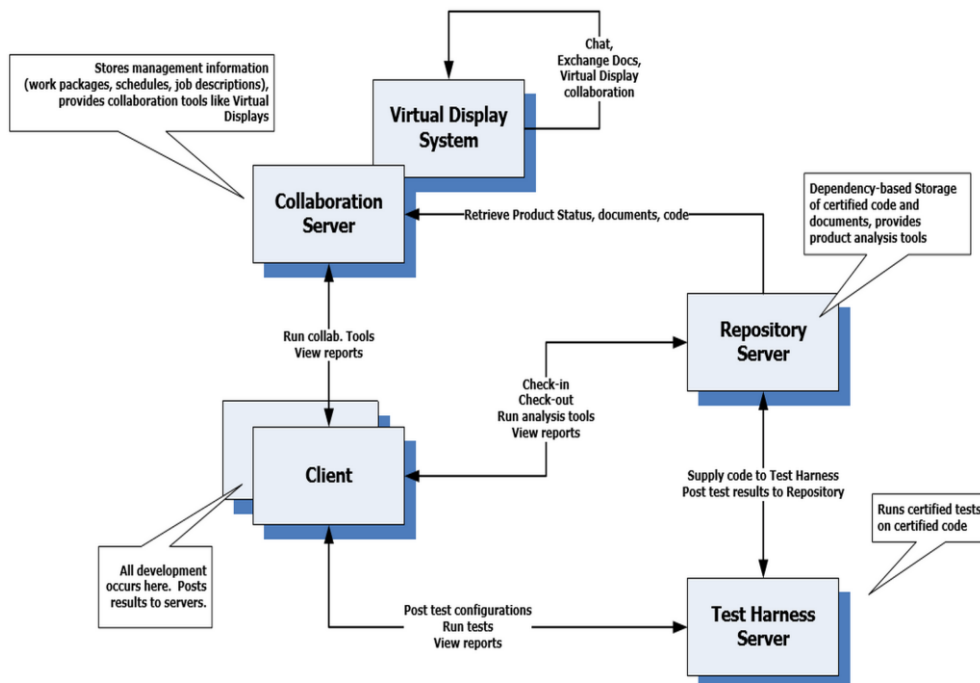 Stores management information
(work packages, schedules, job descriptions),
provides collaboration tools like Virtual
Displays
Chat,
Exchange Docs,
Virtual Display
collaboration
Virtual Display
System
Collaboration
Server
Retrieve Product Status, documents, code
Dependency-based Storage
of certified code and
documents, provides
product analysis tools
Repository
Server
Run collab. Tools
View reports
Check-in
Check-out
Run analysis tools
View reports
Client
Supply code to Test Harness
Post test results to Repository
Runs certified tests
on certified code
All development
occurs here. Posts
results to servers.
Post test configurations
Run tests
View reports
Test Harness
Server